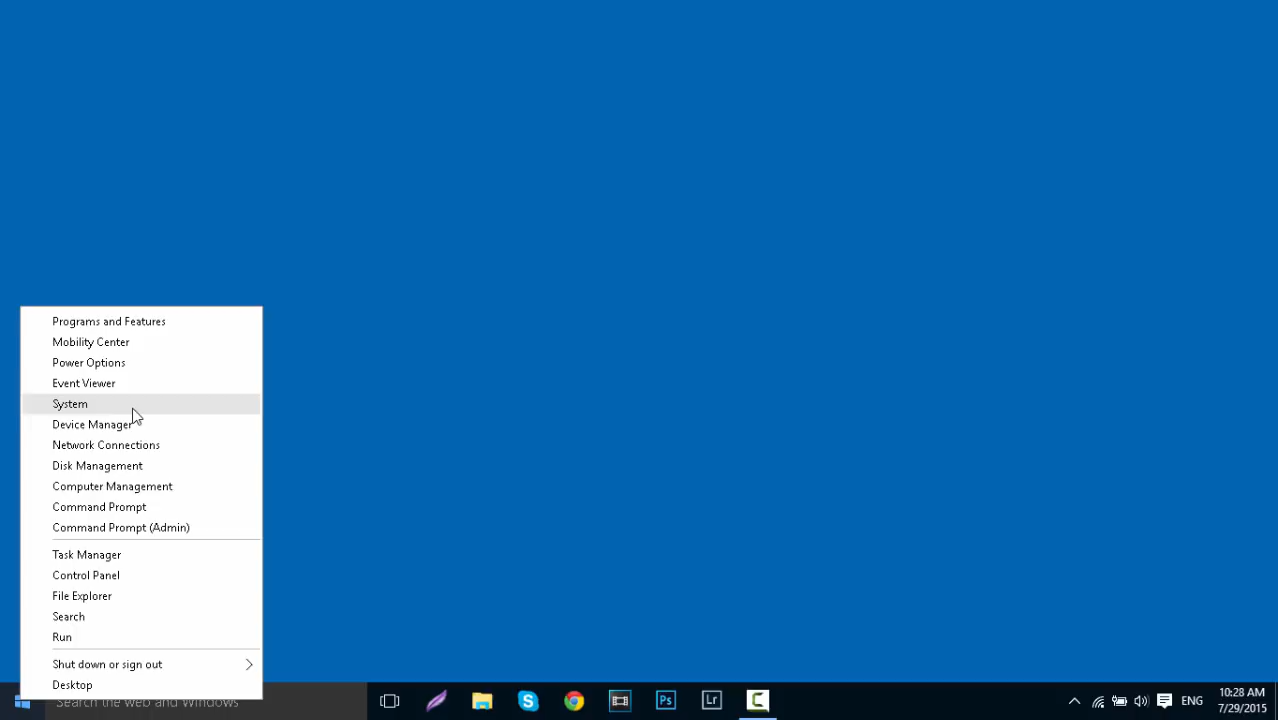 Programs and Features
Mobility Center
Power Options
Event Viewer
System
Device Manager
Network Connections
Disk Management
Computer Management
Command Prompt
Command Prompt (Admin)
Task Manager
Control Panel
File Explorer
Search
Run
Shut down or sign out
Desktop
Search the web and Windows
S
Ps
Lr
C
ENG
10:28 AM
7/29/2015